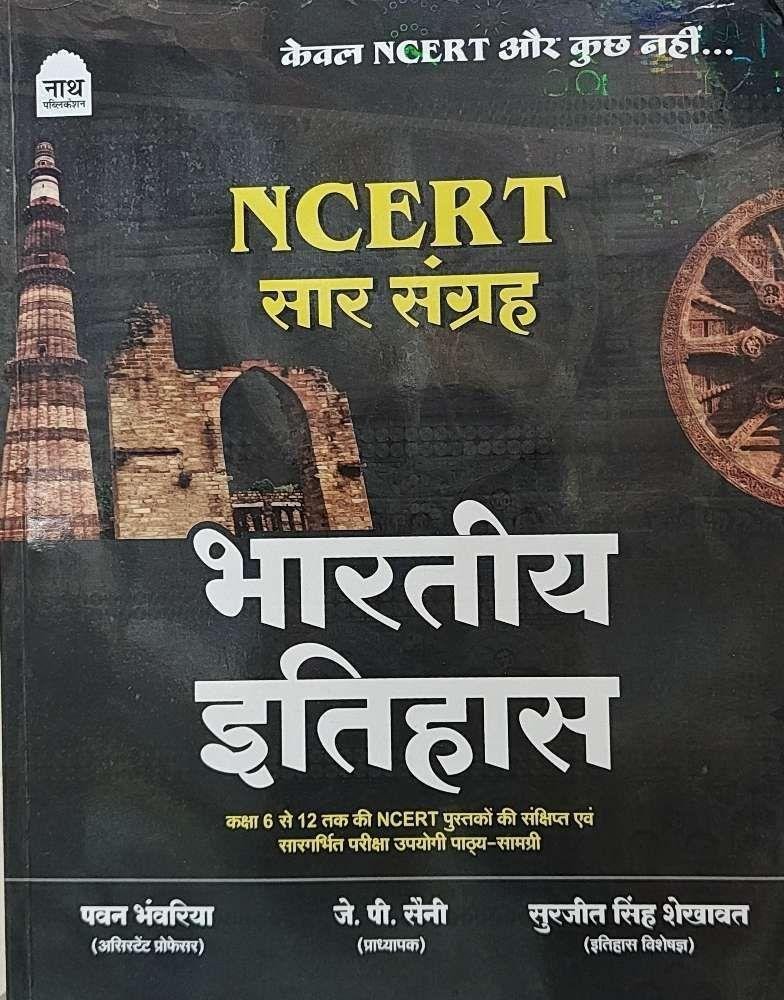 केवल NCERT और कुछ नहीं...
नाथ
पब्लिकेशन
NCERT
सार संग्रह
भारतीय
इतिहास
कक्षा 6 से 12 तक की NCERT पुस्तकों की संक्षिप्त एवं
सारगर्भित परीक्षा उपयोगी पाठ्य-सामग्री
पवन भंवरिया
(असिस्टेंट प्रोफेसर)
जे. पी. सैनी
(प्राध्यापक)
सुरजीत सिंह शेखावत
(इतिहास विशेषज्ञ)